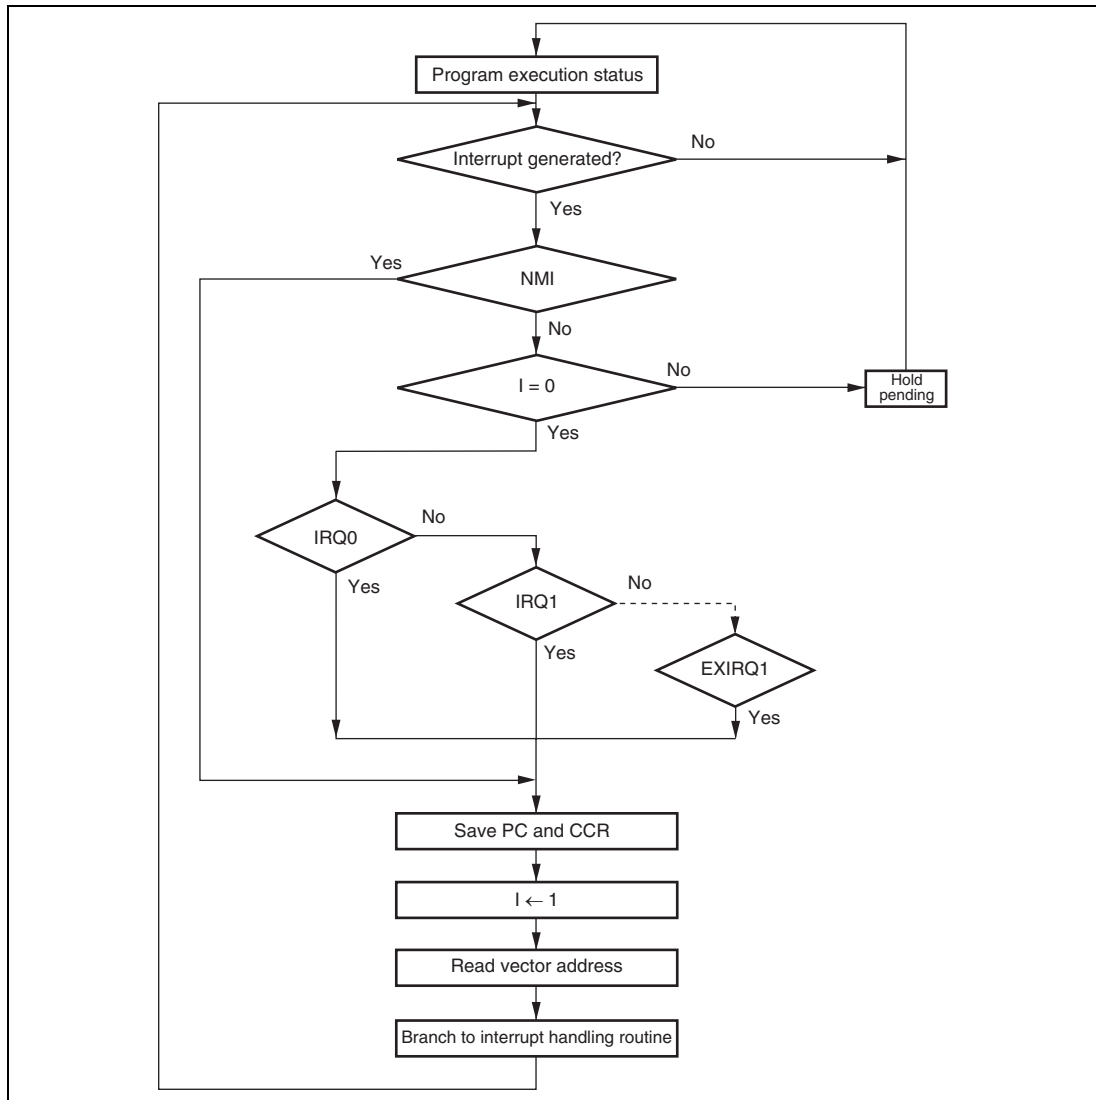 Program execution status
Interrupt generated?
No
Yes
Yes
NMI
No
I = 0
No
Hold
pending
Yes
IRQ0
No
Yes
IRQ1
No
Yes
EXIRQ1
Yes
Save PC and CCR
I ← 1
Read vector address
Branch to interrupt handling routine